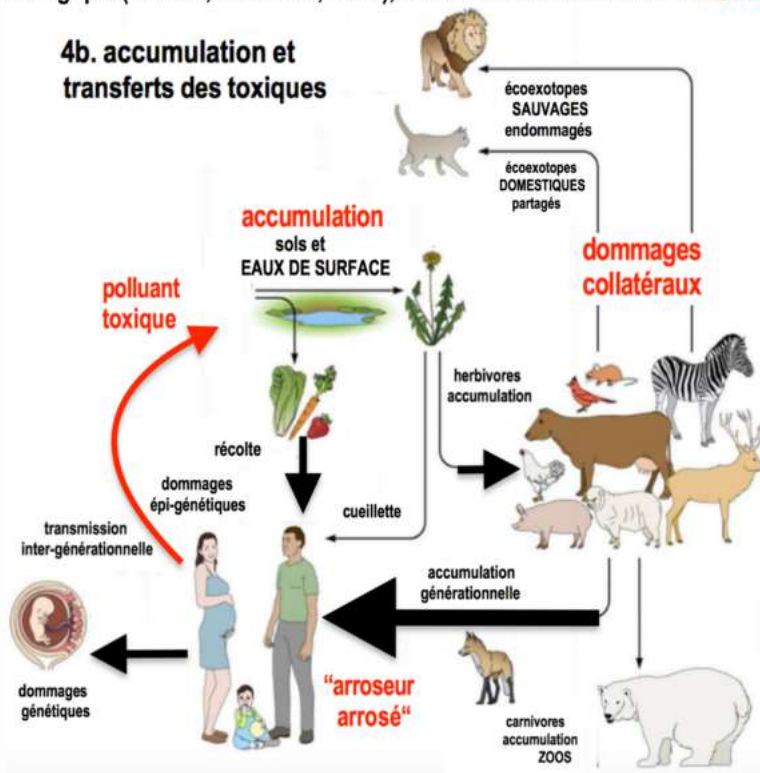 4b. accumulation et
transferts des toxiques
écoexotopes
SAUVAGES
endommagés
écoexotopes
DOMESTIQUES
partagés
accumulation
sols et
EAUX DE SURFACE
dommages
collatéraux
polluant
toxique
herbivores
accumulation
récolte
dommages
épi-génétiques
cueillette
transmission
inter-générationnelle
accumulation
générationnelle
dommages
génétiques
"arroseur
arrosé"
carnivores
accumulation
ZOOS